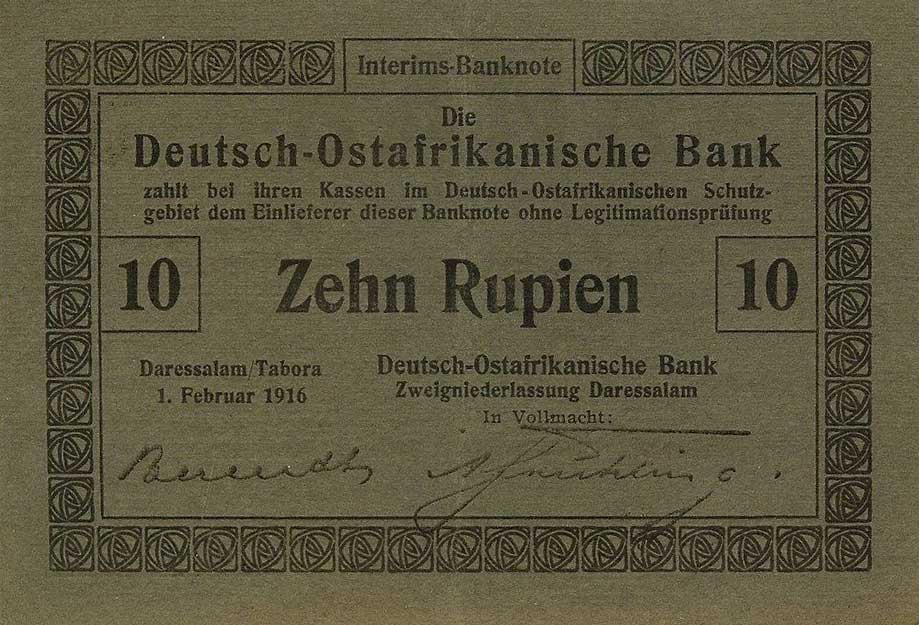 Interims-Banknote
Die
Deutsch-Ostafrikanische Bank
zahlt bei ihren Kassen im Deutsch-Ostafrikanischen Schutz-
gebiet dem Einlieferer dieser Banknote ohne Legitimationsprüfung
10 Zehn Rupien 10
Daressalam/Tabora
1. Februar 1916
Deutsch-Ostafrikanische Bank
Zweigniederlassung Daressalam
In Vollmacht: